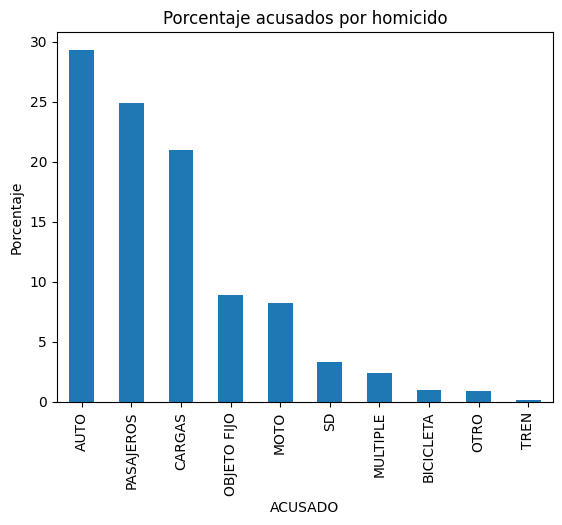 Porcentaje acusados por homicido
30
25
20
15
10
5
0
Porcentaje
AUTO
PASAJEROS
CARGAS
OBJETO FIJO
MOTO
SD
MULTIPLE
BICICLETA
OTRO
TREN
ACUSADO